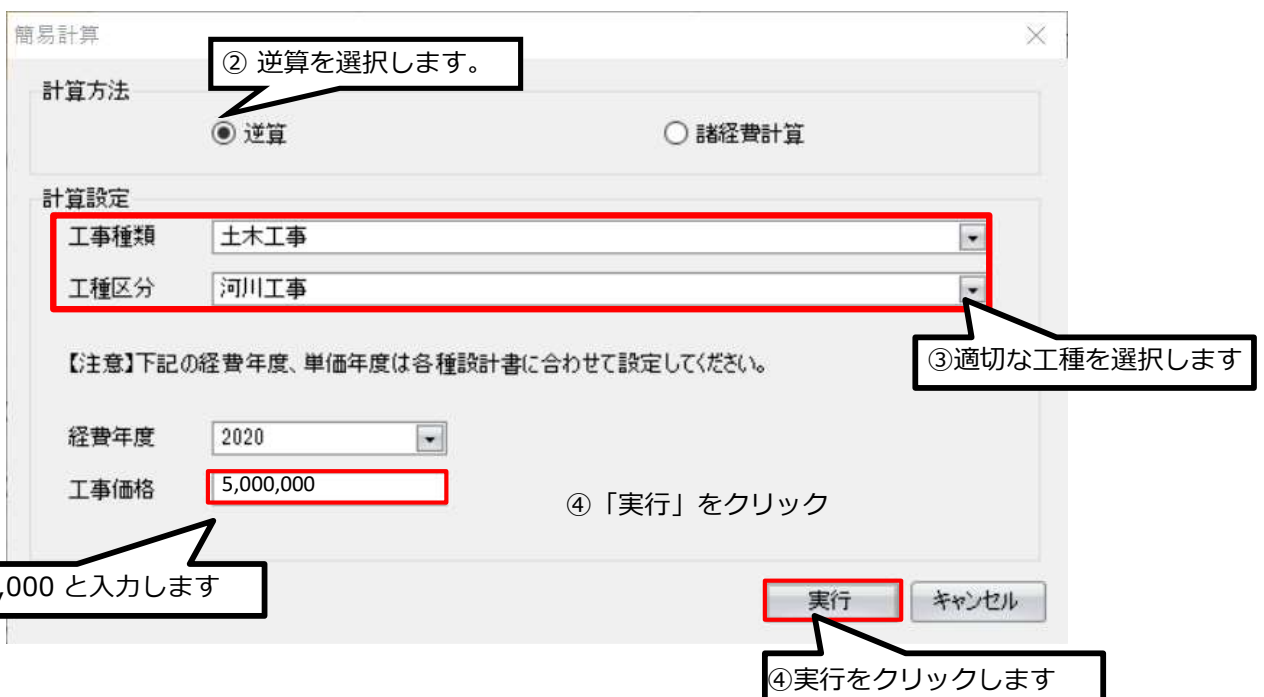 簡易計算
② 逆算を選択します。
計算方法
逆算
諸経費計算
計算設定
工事種類
土木工事
工種区分
河川工事
③適切な工種を選択します
【注意】下記の経費年度、単価年度は各種設計書に合わせて設定してください。
経費年度
2020
工事価格
5,000,000
④「実行」をクリック
,000 と入力します
実行
キャンセル
④実行をクリックします